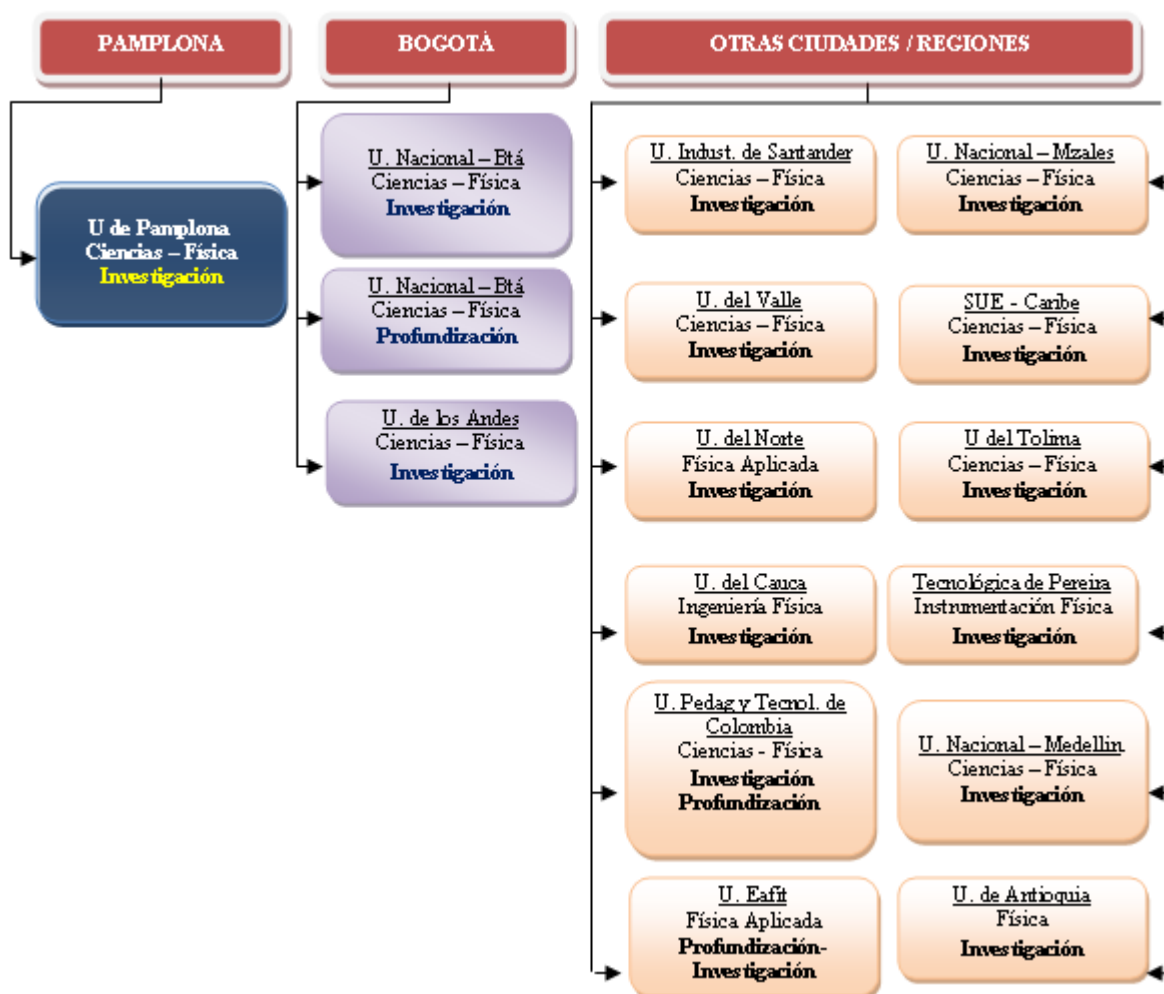 PAMPLONA
BOGOTÀ
OTRAS CIUDADES / REGIONES
U de Pamplona
Ciencias – Física
Investigación
U. Nacional – Btá
Ciencias – Física
Investigación
U. Nacional – Btá
Ciencias – Física
Profundización
U. de los Andes
Ciencias – Física
Investigación
U. Indust. de Santander
Ciencias – Física
Investigación
U. Nacional – Mzales
Ciencias – Física
Investigación
U. del Valle
Ciencias – Física
Investigación
SUE - Caribe
Ciencias – Física
Investigación
U. del Norte
Física Aplicada
Investigación
U del Tolima
Ciencias – Física
Investigación
U. del Cauca
Ingeniería Física
Investigación
Tecnológica de Pereira
Instrumentación Física
Investigación
U. Pedag y Tecnol. de
Colombia
Ciencias - Física
Investigación
Profundización
U. Nacional – Medellin
Ciencias – Física
Investigación
U. Eafit
Física Aplicada
Profundización-
Investigación
U. de Antioquia
Física
Investigación